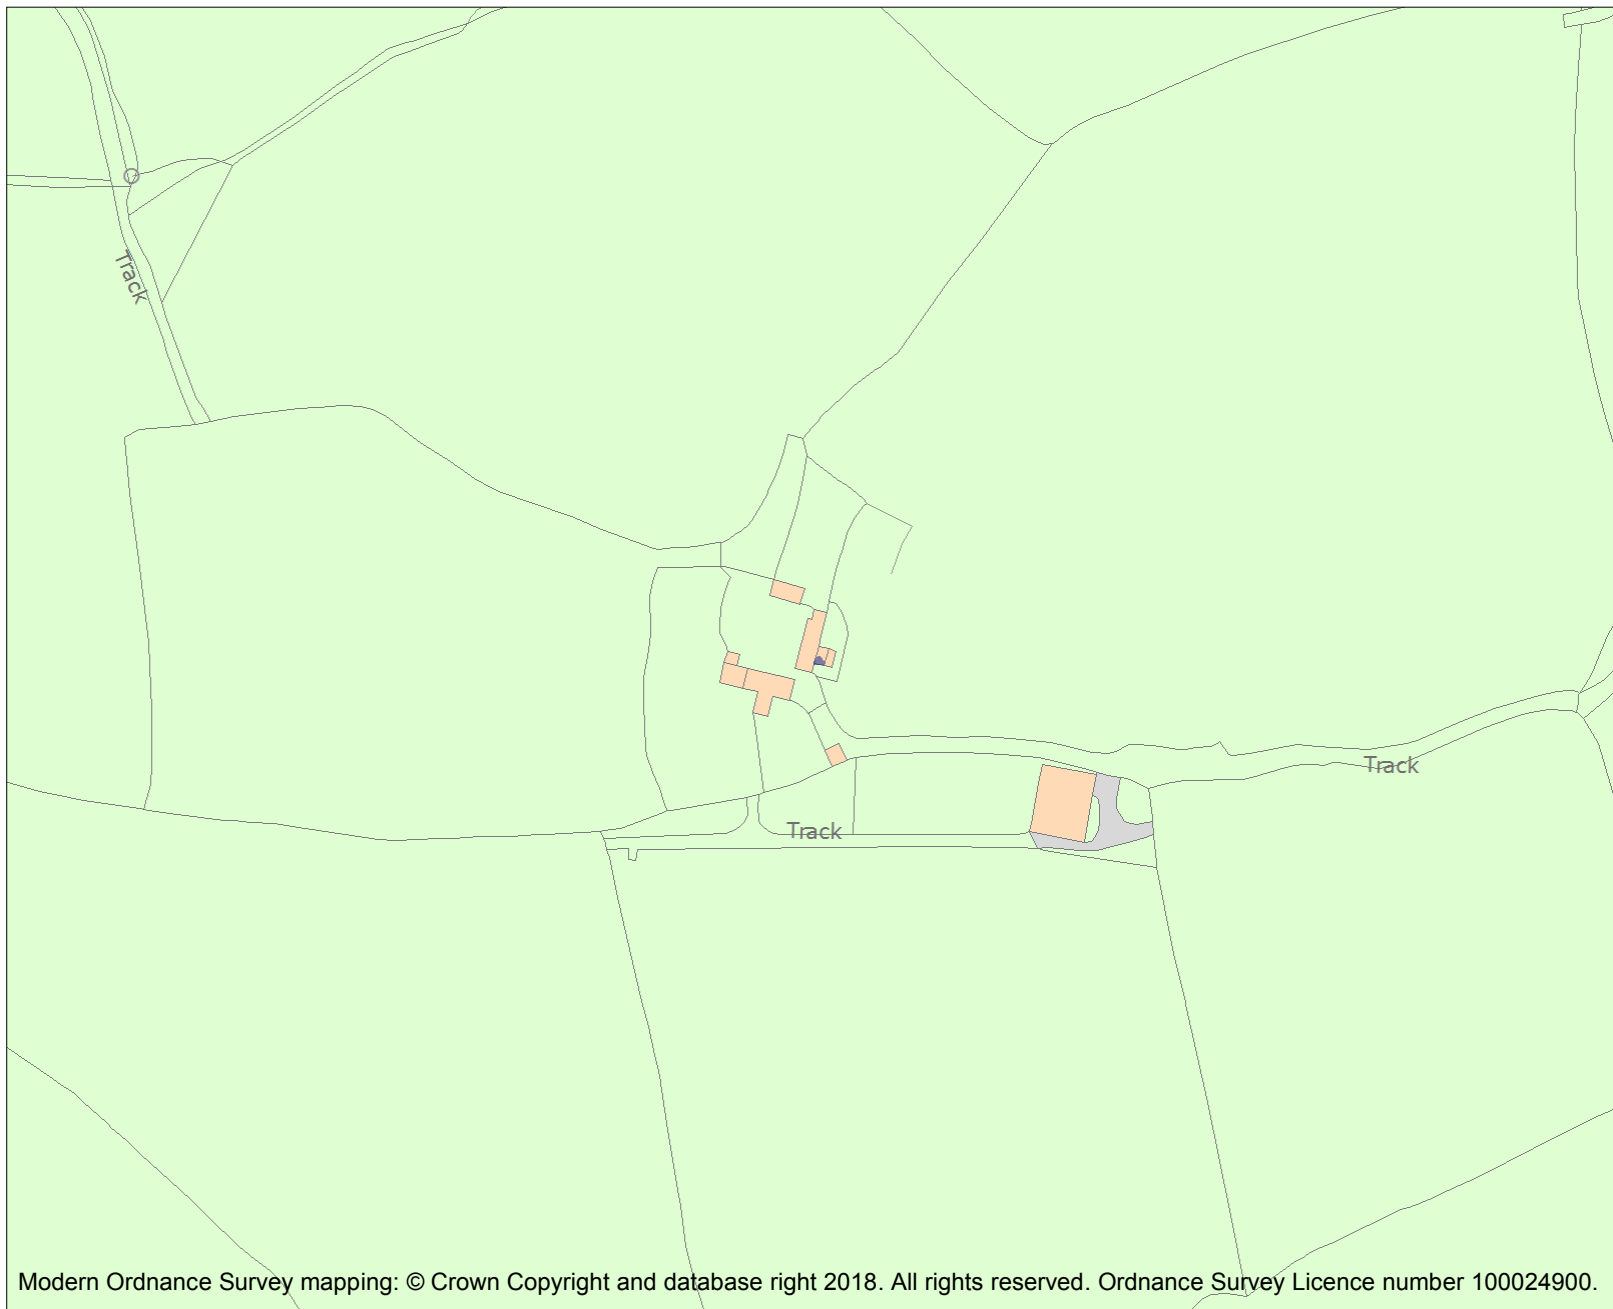 Track
Track
Track
Modern Ordnance Survey mapping: © Crown Copyright and database right 2018. All rights reserved. Ordnance Survey Licence number 100024900.